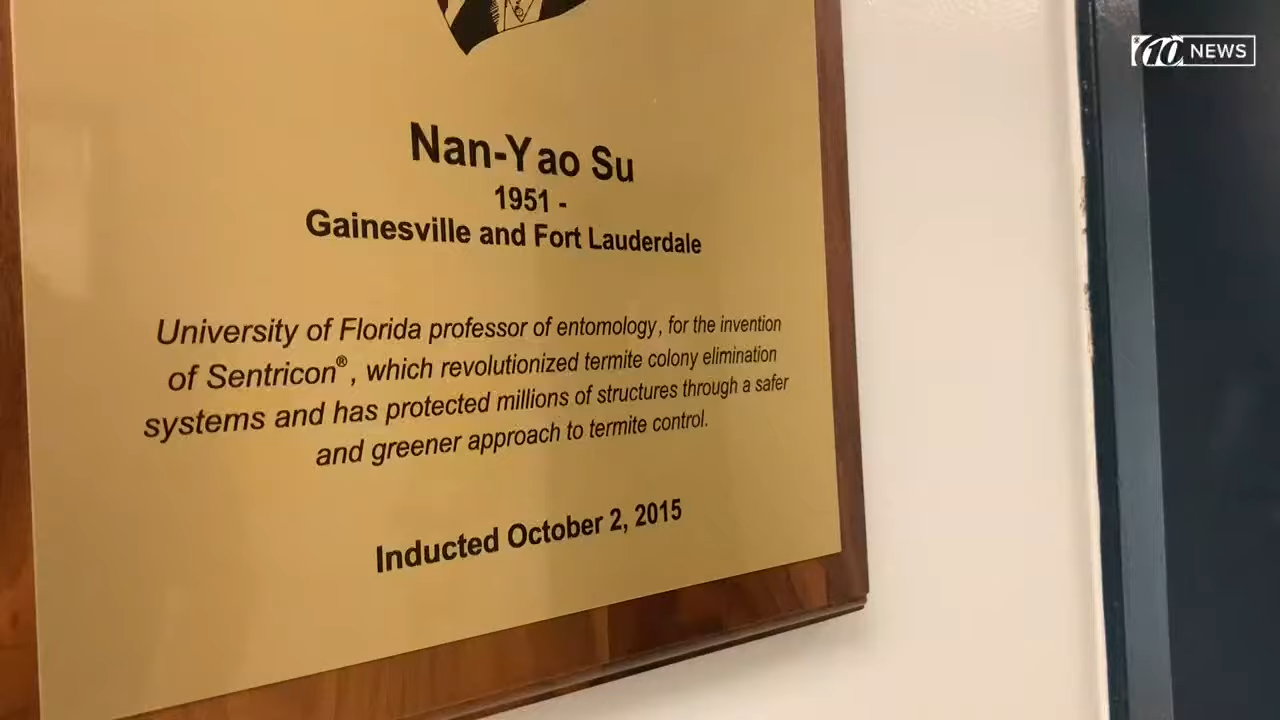 10 NEWS
Nan-Yao Su
1951 -
Gainesville and Fort Lauderdale
University of Florida professor of entomology, for the invention
of Sentricon®, which revolutionized termite colony elimination
systems and has protected millions of structures through a safer
and greener approach to termite control.
Inducted October 2, 2015